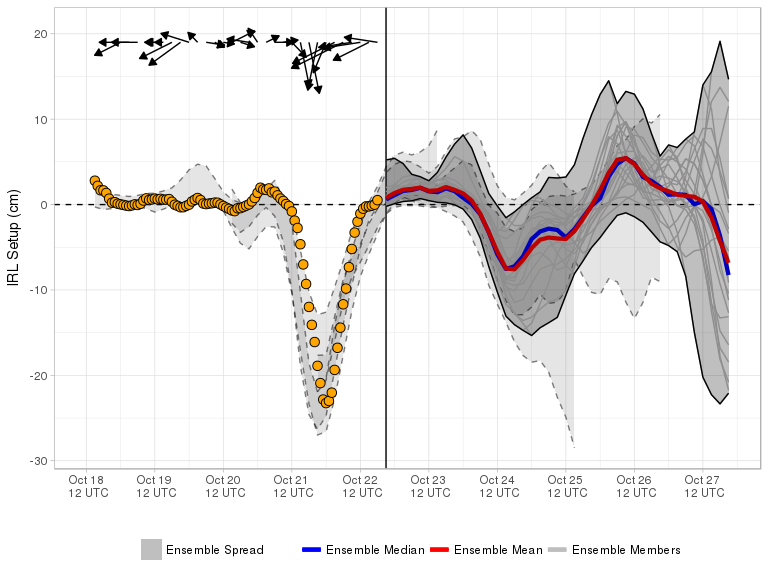 20
10
0
-10
-20
-30
IRL Setup (cm)
Oct 18 Oct 19 Oct 20 Oct 21 Oct 22 Oct 23 Oct 24 Oct 25 Oct 26 Oct 27
12 UTC 12 UTC 12 UTC 12 UTC 12 UTC 12 UTC 12 UTC 12 UTC 12 UTC 12 UTC
Ensemble Spread Ensemble Median Ensemble Mean Ensemble Members